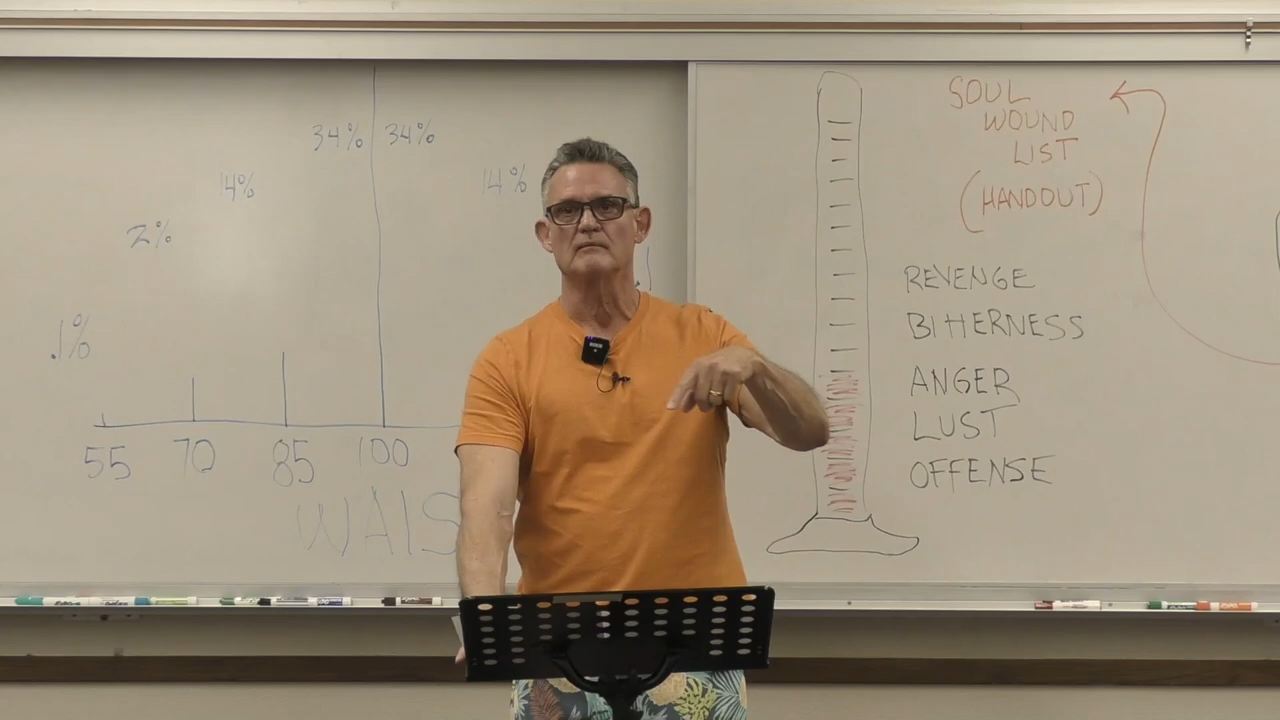 34% 34%
14% 14%
2%
.1%
55 70 85 100
WAIS
SOUL
WOUND
LIST
(HANDOUT)
REVENGE
BITTERNESS
ANGER
LUST
OFFENSE